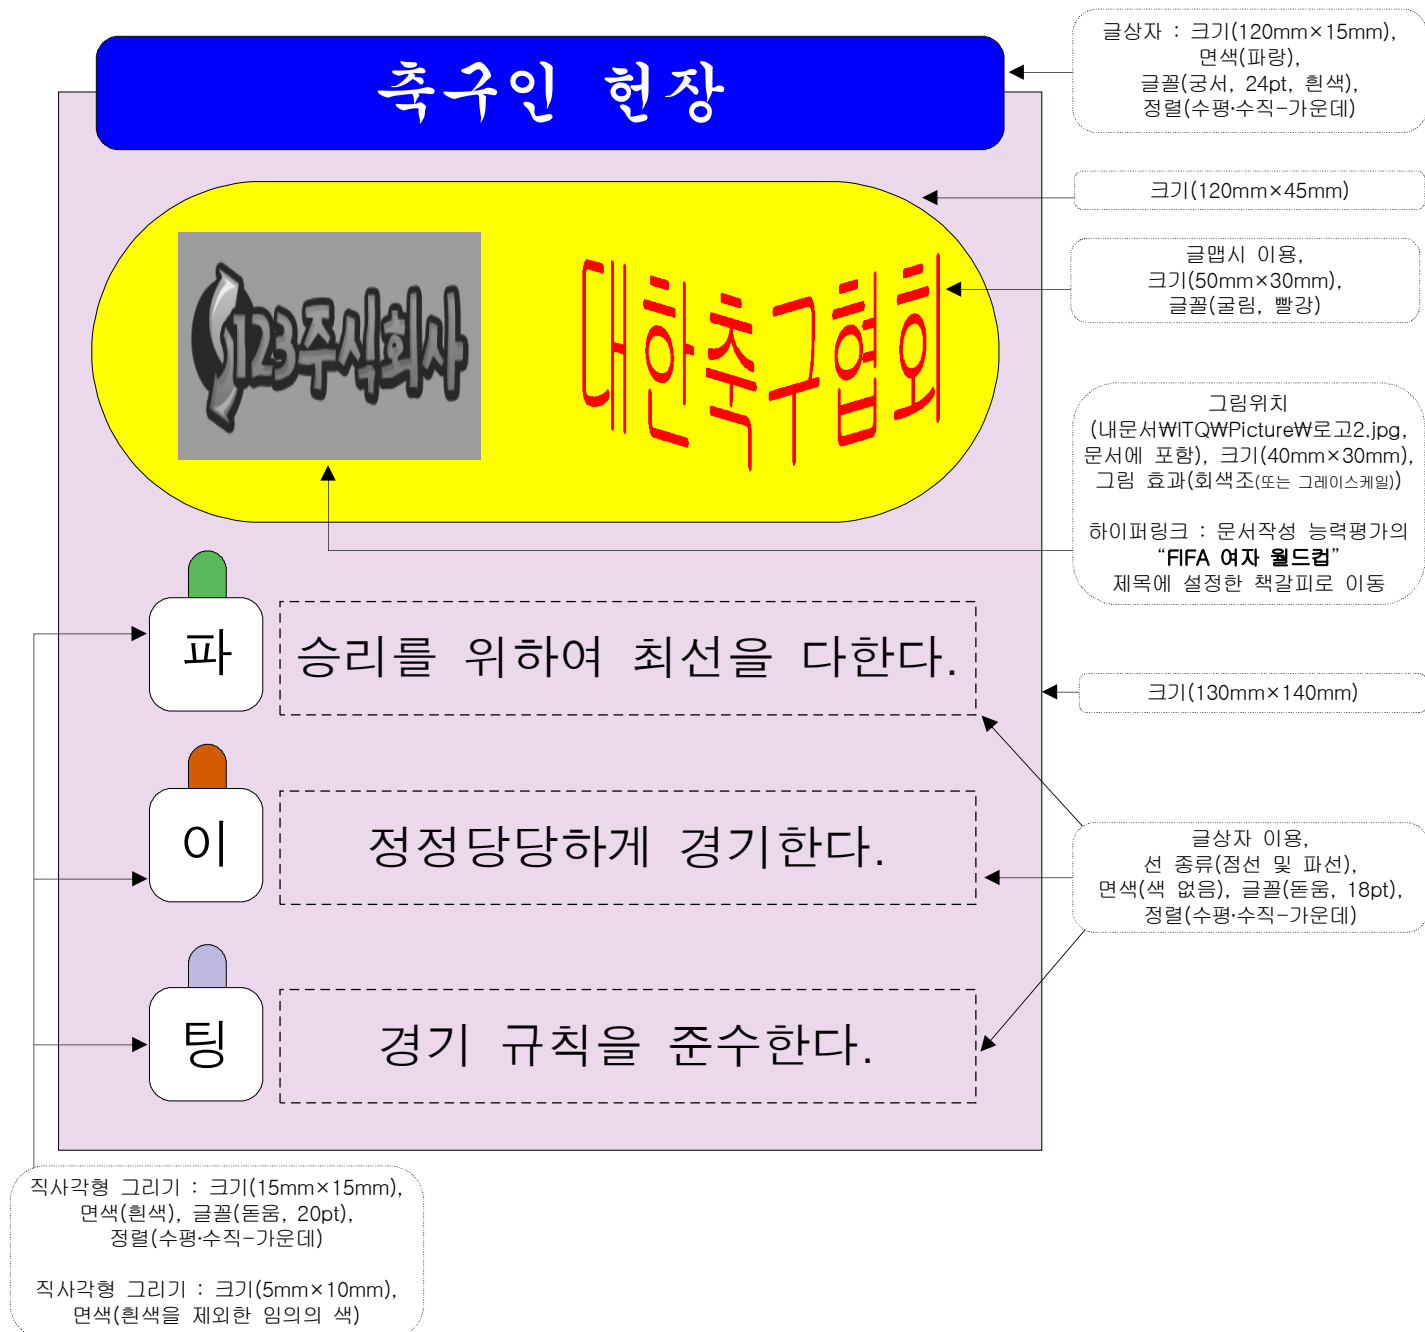 축구인 헌장
글상자 : 크기(120mm×15mm),
면색(파랑),
글꼴(궁서, 24pt, 흰색),
정렬(수평·수직-가운데)
크기(120mm×45mm)
123주식회사
대한축구협회
글맵시 이용,
크기(50mm×30mm),
글꼴(굴림, 빨강)
그림위치
(내문서₩ITQ₩Picture₩로고2.jpg,
문서에 포함), 크기(40mm×30mm),
그림 효과(회색조(또는 그레이스케일))
하이퍼링크 : 문서작성 능력평가의
“FIFA 여자 월드컵”
제목에 설정한 책갈피로 이동
파
승리를 위하여 최선을 다한다.
크기(130mm×140mm)
이
정정당당하게 경기한다.
글상자 이용,
선 종류(점선 및 파선),
면색(색 없음), 글꼴(돋움, 18pt),
정렬(수평·수직-가운데)
팅
경기 규칙을 준수한다.
직사각형 그리기 : 크기(15mm×15mm),
면색(흰색), 글꼴(돋움, 20pt),
정렬(수평·수직-가운데)
직사각형 그리기 : 크기(5mm×10mm),
면색(흰색을 제외한 임의의 색)